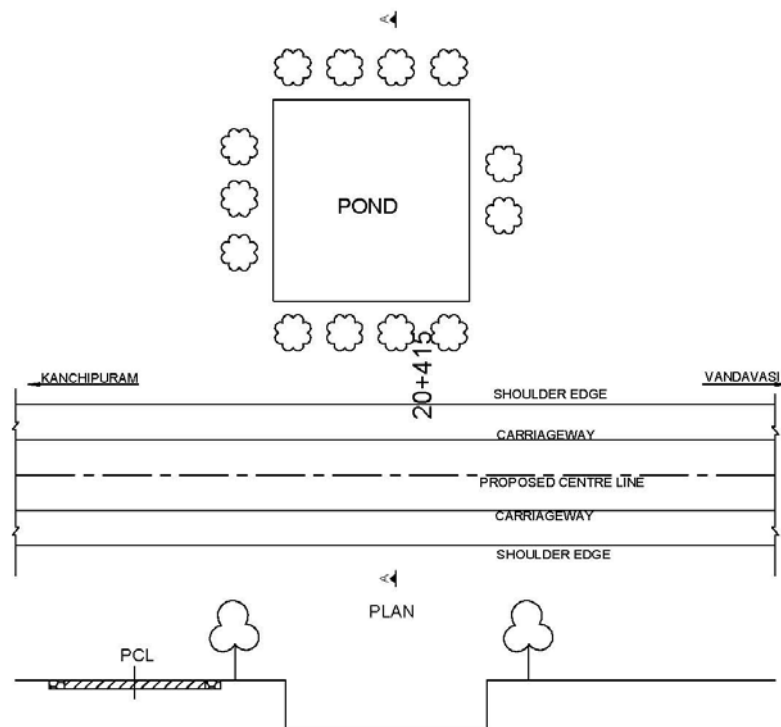 A
POND
20+415
KANCHIPURAM
VANDAVASI
SHOULDER EDGE
CARRIAGEWAY
PROPOSED CENTRE LINE
CARRIAGEWAY
SHOULDER EDGE
A
PLAN
PCL